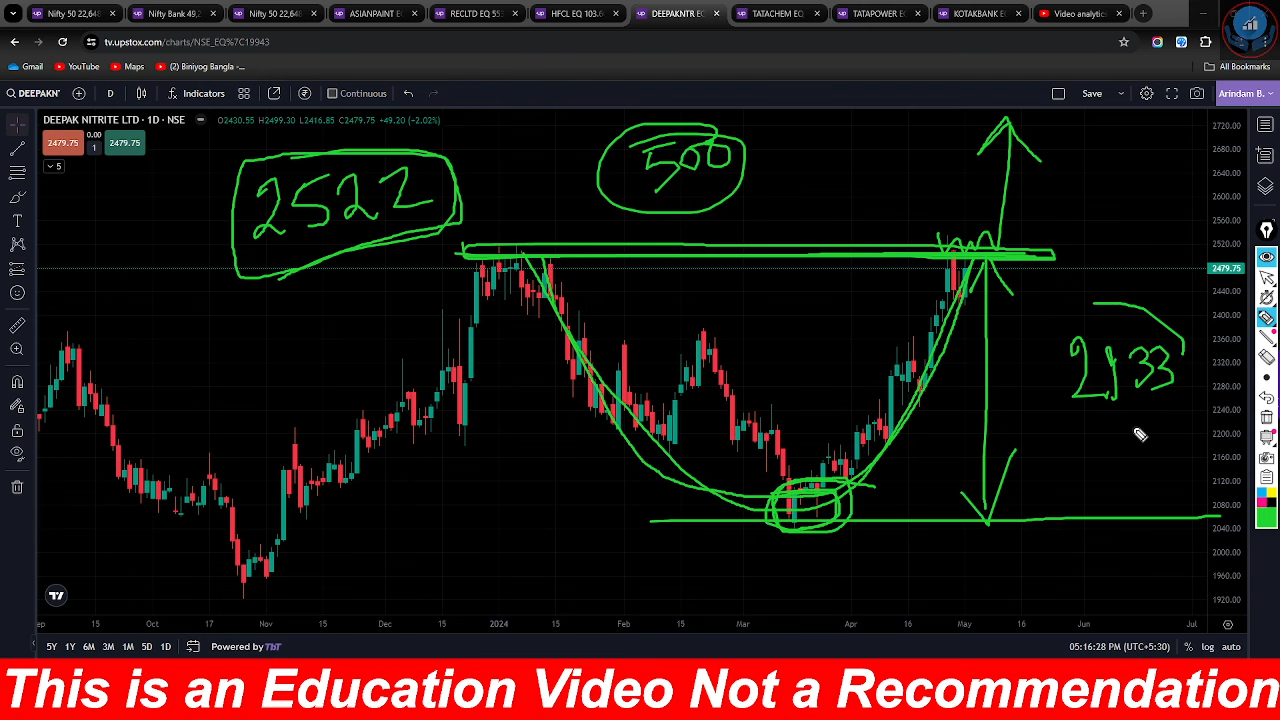 Nifty 50 22,648
Nifty Bank 49,2
Nifty 50 22,648
ASIANPAINT EQ
RECLTD EQ 553
HFCL EQ 103.6
DEEPAKNTR EQ
TATACHEM EQ
TATAPOWER EQ
KOTAKBANK EQ
Video analytics
tv.upstox.com/charts/NSE_EQ%7C19943
Gmail
YouTube
Maps
(2) Biniyog Bangla -...
All Bookmarks
DEEPAKN
D
Indicators
Continuous
Save
Arindam B.
DEEPAK NITRITE LTD · 1D · NSE
O2430.55 H2499.30 L2416.85 C2479.75 +49.20 (+2.02%)
2479.75
0.00
1
2479.75
5
2522
500
2133
2720.00
2680.00
2640.00
2600.00
2560.00
2520.00
2479.75
2440.00
2400.00
2360.00
2320.00
2280.00
2240.00
2200.00
2160.00
2120.00
2080.00
2040.00
2000.00
1960.00
1920.00
ep 15 Oct 17 Nov 15 Dec 15 2024 15 Feb 15 Mar Apr 16 May 16 Jun Jul
5Y 1Y 6M 3M 1M 5D 1D
Powered by TbT
05:16:28 PM (UTC+5:30)
% log auto
This is an Education Video Not a Recommendation